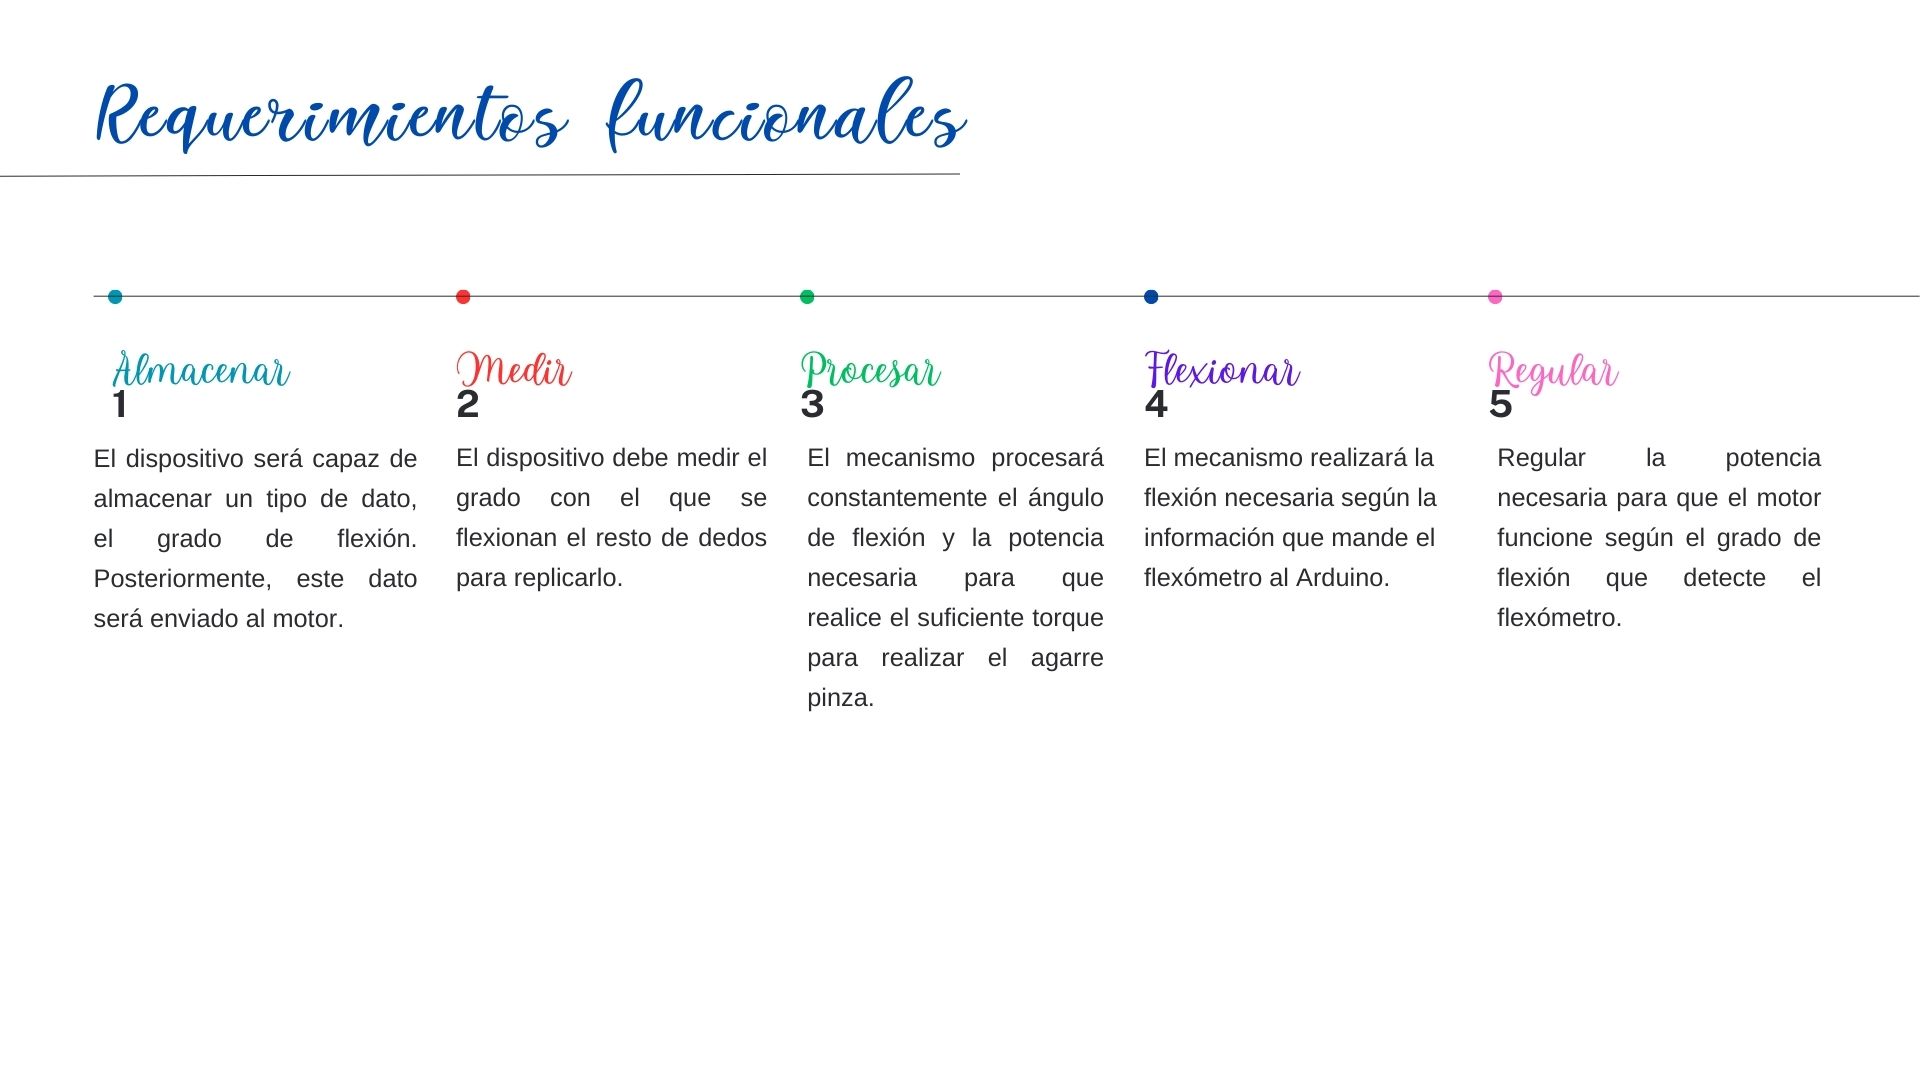 Requerimientos funcionales
Almacenar
1
El dispositivo será capaz de
almacenar un tipo de dato,
el grado de flexión.
Posteriormente, este dato
será enviado al motor.
Medir
2
El dispositivo debe medir el
grado con el que se
flexionan el resto de dedos
para replicarlo.
Procesar
3
El mecanismo procesará
constantemente el ángulo
de flexión y la potencia
necesaria para que
realice el suficiente torque
para realizar el agarre
pinza.
Flexionar
4
El mecanismo realizará la
flexión necesaria según la
información que mande el
flexómetro al Arduino.
Regular
5
Regular la potencia
necesaria para que el motor
funcione según el grado de
flexión que detecte el
flexómetro.